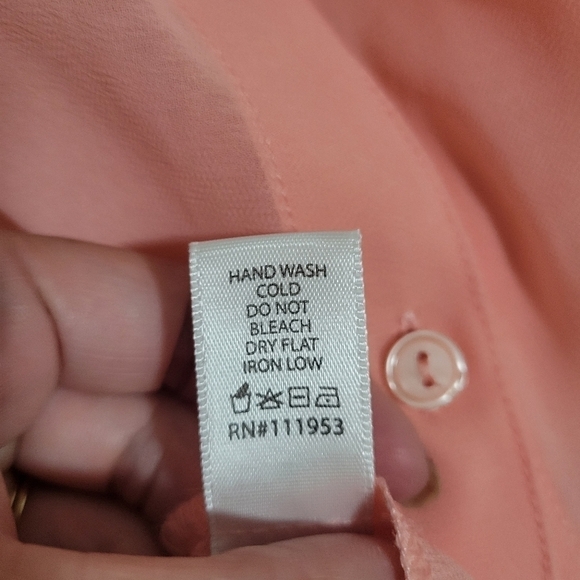 HAND WASH
COLD
DO NOT
BLEACH
DRY FLAT
IRON LOW
RN#111953